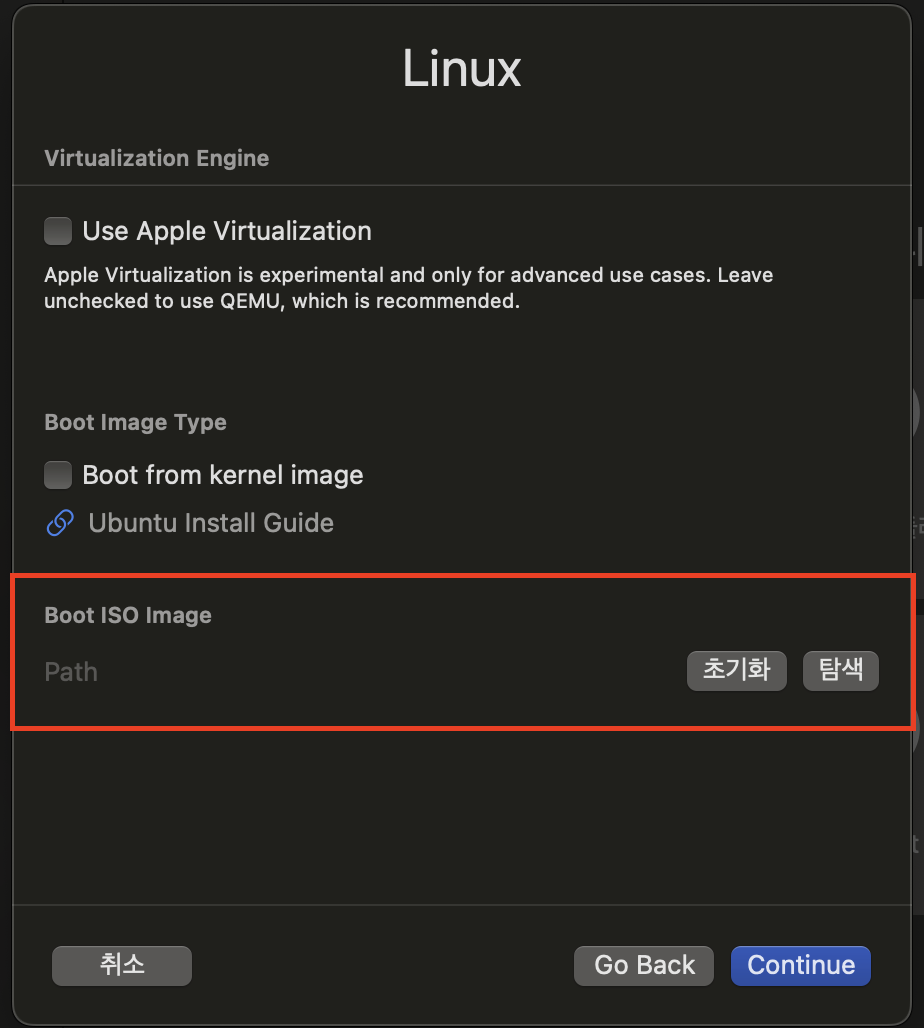 Linux
Virtualization Engine
Use Apple Virtualization
Apple Virtualization is experimental and only for advanced use cases. Leave
unchecked to use QEMU, which is recommended.
Boot Image Type
Boot from kernel image
Ubuntu Install Guide
Boot ISO Image
Path
초기화
탐색
취소
Go Back
Continue